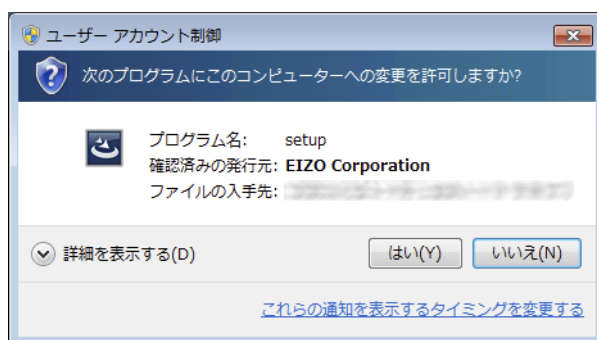 ユーザー アカウント制御
次のプログラムにこのコンピューターへの変更を許可しますか?
プログラム名: setup
確認済みの発行元: EIZO Corporation
ファイルの入手先:
詳細を表示する(D)
はい(Y)
いいえ(N)
これらの通知を表示するタイミングを変更する